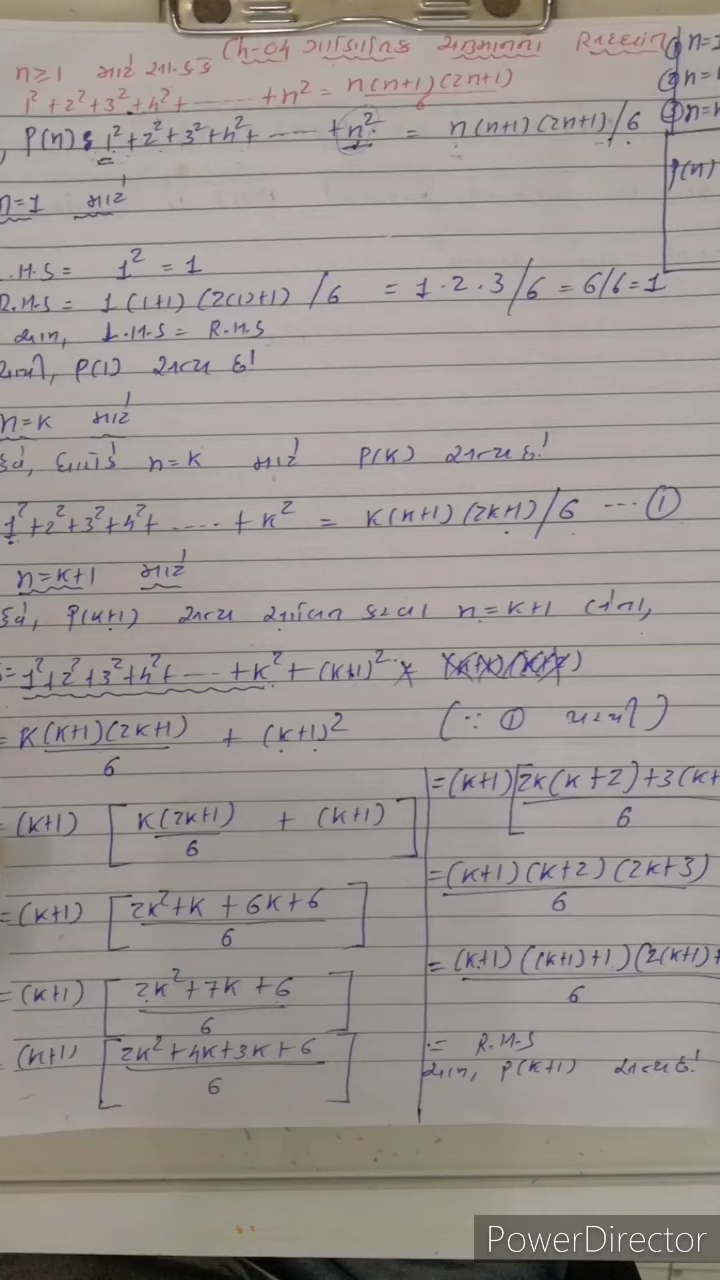 Ch-04 ગાણિતિક અનુમાનનો સિદ્ધાંત
n≥1 માટે સા.ક.કે
1²+2²+3²+4²+ ------ +n² = n(n+1)(2n+1)/6
① n=1
② n=
③ n=
P(n): 1²+2²+3²+4²+ ------ +n² = n(n+1)(2n+1)/6
P(n)
n=1 માટે
L.H.S = 1² = 1
R.H.S = 1(1+1)(2(1)+1)/6 = 1·2·3/6 = 6/6=1
આમ, L.H.S = R.H.S
P(1) સત્ય છે!
n=k માટે
ધારોકે n=k માટે P(k) સત્ય છે!
1²+2²+3²+4²+ ------ +k² = k(k+1)(2k+1)/6 --- ①
n=k+1 માટે
P(k+1) સત્ય સાબિત કરવા n=k+1 લેતાં,
= 1²+2²+3²+4²+ --- +k²+(k+1)²
= k(k+1)(2k+1)/6 + (k+1)² (∵ ① પરથી)
= (k+1) [k(2k+1)/6 + (k+1)]
= (k+1) [2k²+k+6k+6/6]
= (k+1) [2k²+7k+6/6]
= (k+1) [2k²+4k+3k+6/6]
= (k+1) [2k(k+2)+3(k+/6
= (k+1)(k+2)(2k+3)/6
= (k+1)((k+1)+1)(2(k+1)+/6
= R.H.S
આમ, P(k+1) સત્ય છે!
PowerDirector